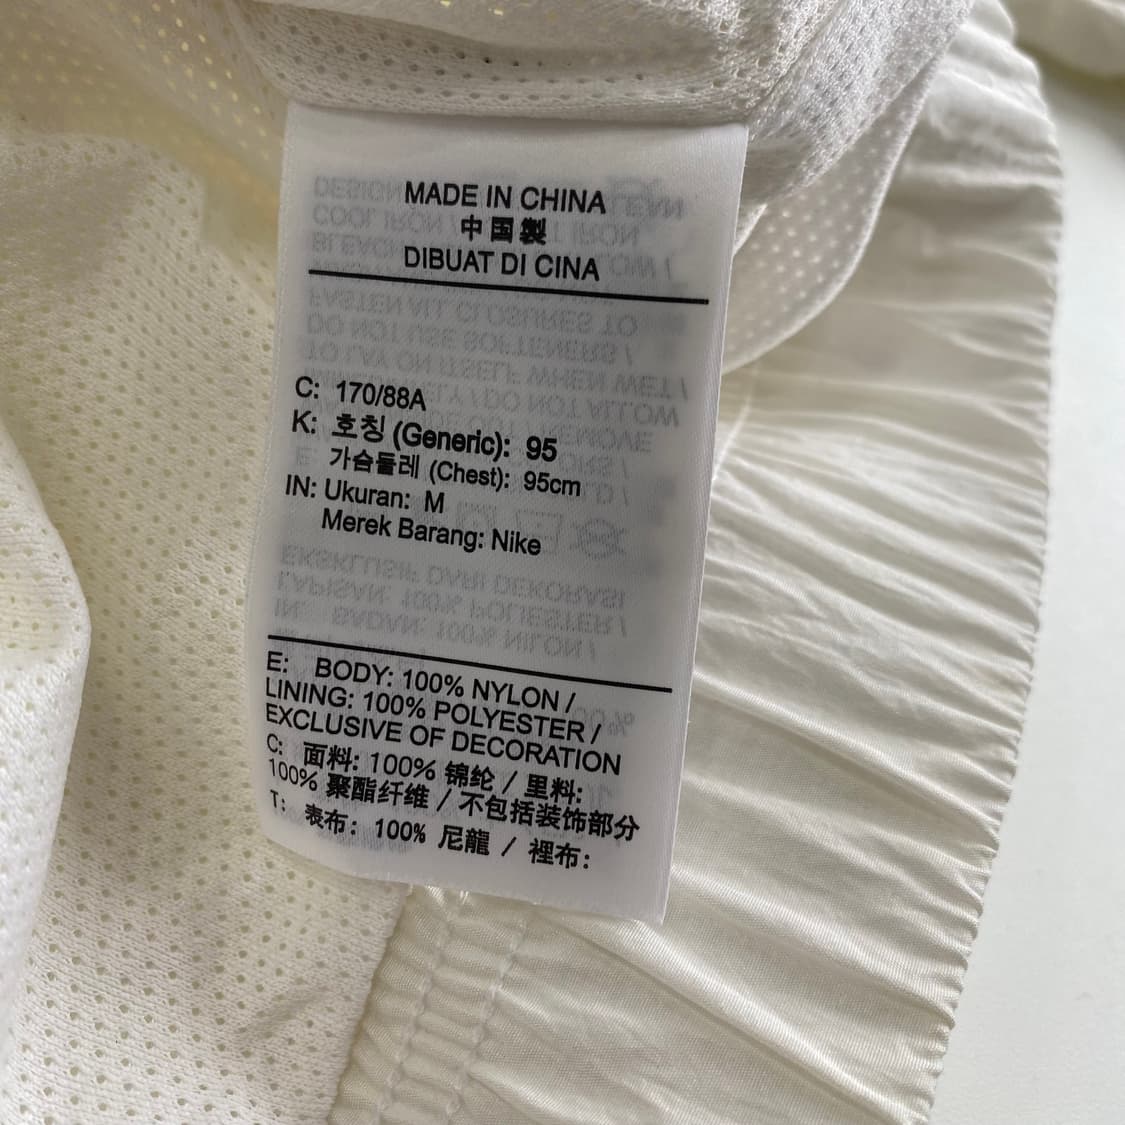 MADE IN CHINA
中国製
DIBUAT DI CINA
C: 170/88A
K: 호칭 (Generic): 95
가슴둘레 (Chest): 95cm
IN: Ukuran: M
Merek Barang: Nike
E: BODY: 100% NYLON /
LINING: 100% POLYESTER /
EXCLUSIVE OF DECORATION
C: 面料: 100% 锦纶 / 里料:
100% 聚酯纤维 / 不包括装饰部分
T: 表布: 100% 尼龍 / 裡布: